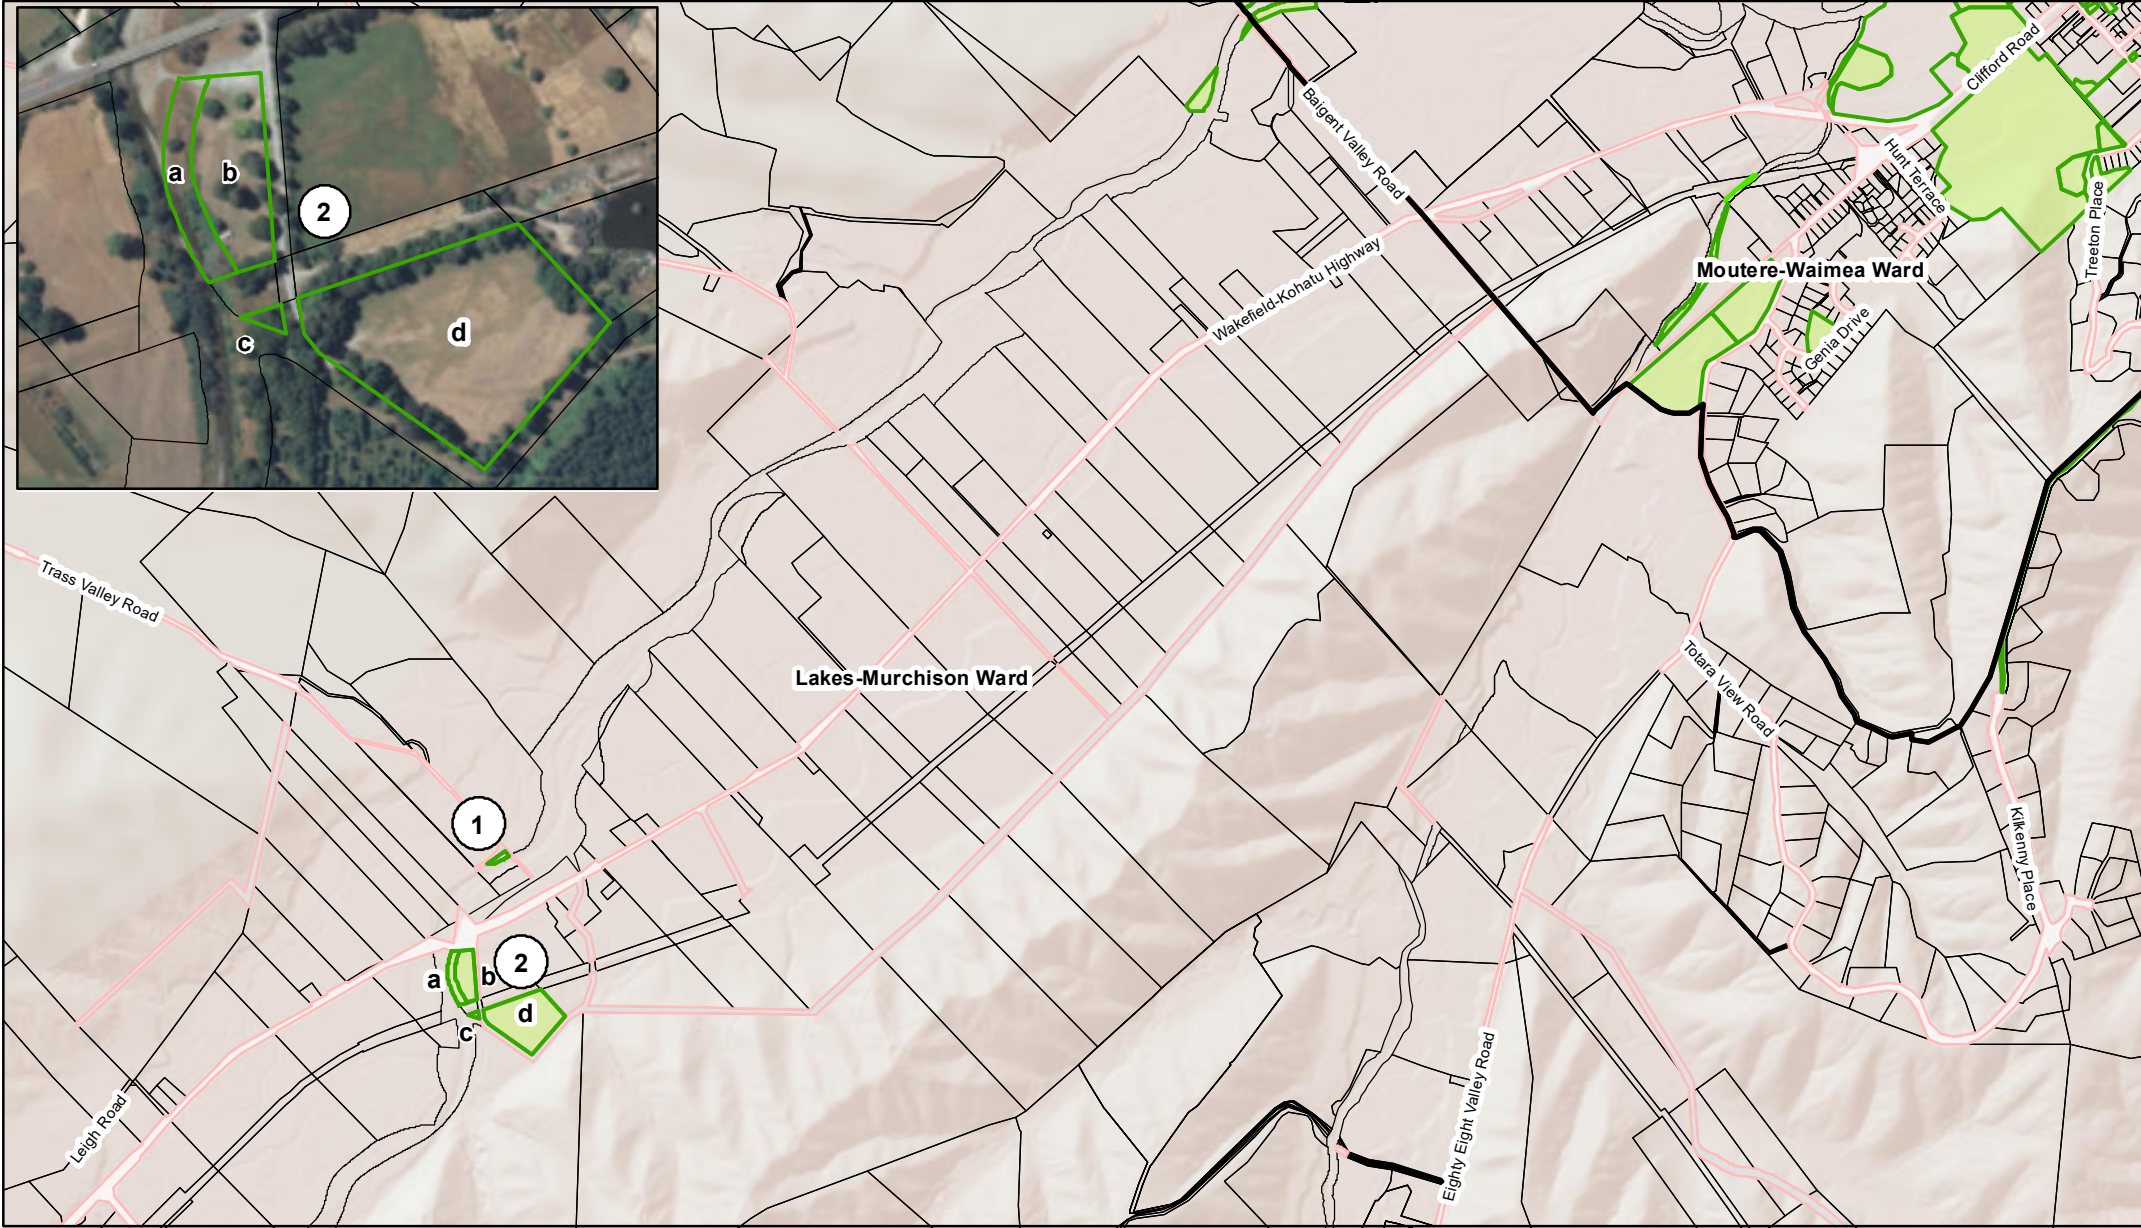 a
b
2
c
d
Clifford Road
Baigent Valley Road
Hunt Terrace
Treeton Place
Wakefield-Kohatu Highway
Moutere-Waimea Ward
Genia Drive
Trass Valley Road
Lakes-Murchison Ward
Totara View Road
1
Kilkenny Place
2
a
b
d
c
Leigh Road
Eighty Eight Valley Road